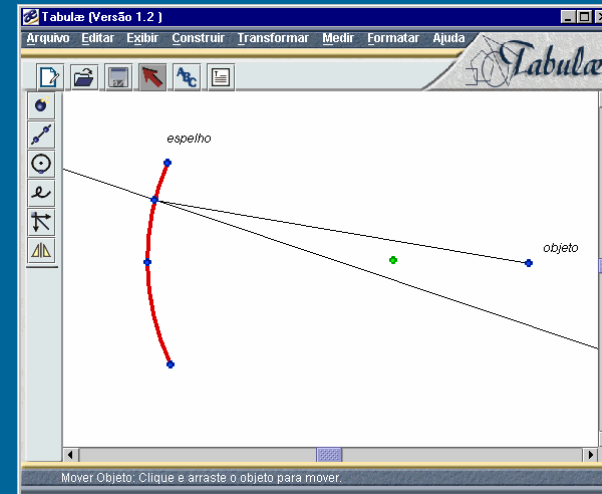 Tabulæ (Versão 1.2 )
Arquivo Editar Exibir Construir Transformar Medir Formatar Ajuda
Tabulæ
ABC
espelho
objeto
Mover Objeto: Clique e arraste o objeto para mover.